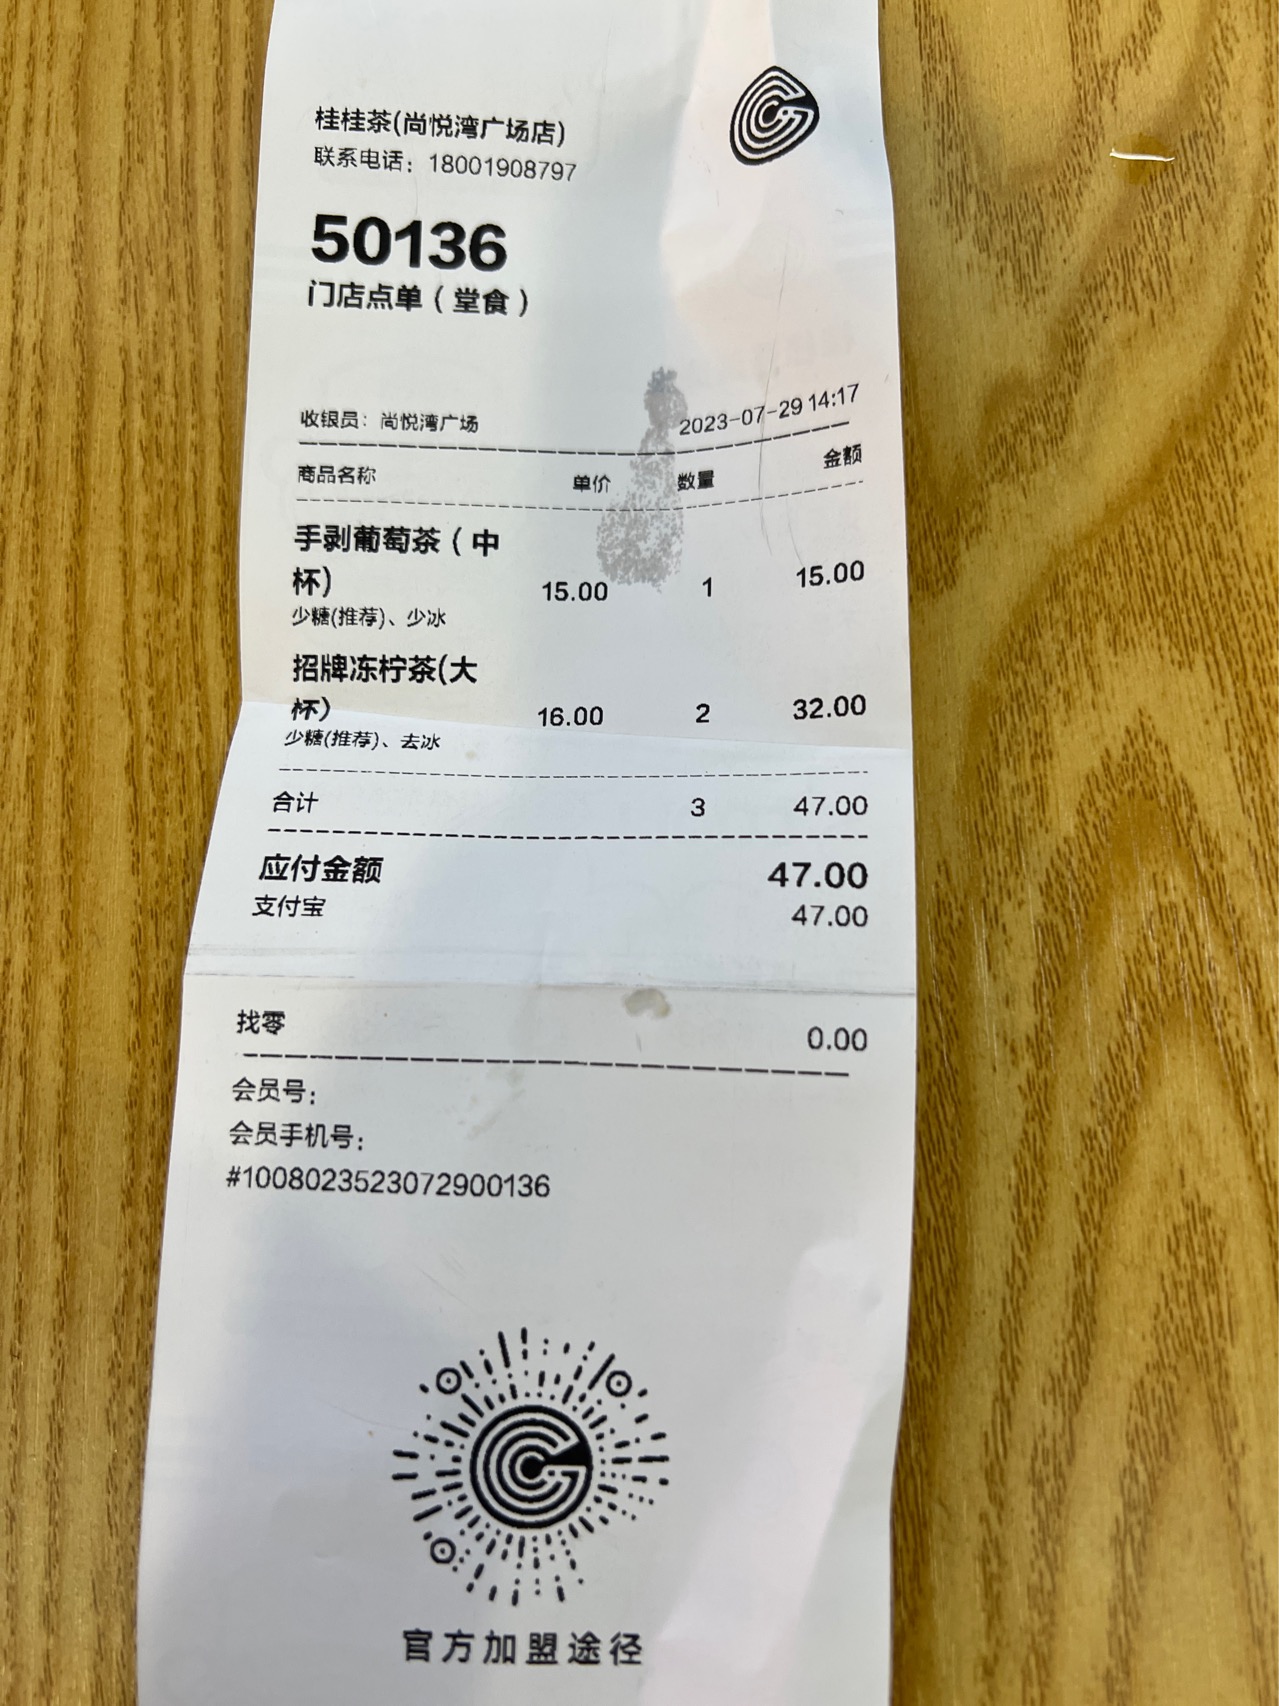 桂桂茶(尚悦湾广场店)
联系电话：18001908797
50136
门店点单（堂食）
收银员：尚悦湾广场 2023-07-29 14:17
商品名称 单价 数量 金额
手剥葡萄茶（中
杯） 15.00 1 15.00
少糖(推荐)、少冰
招牌冻柠茶(大
杯） 16.00 2 32.00
少糖(推荐)、去冰
合计 3 47.00
应付金额 47.00
支付宝 47.00
找零 0.00
会员号：
会员手机号：
#1008023523072900136
官方加盟途径